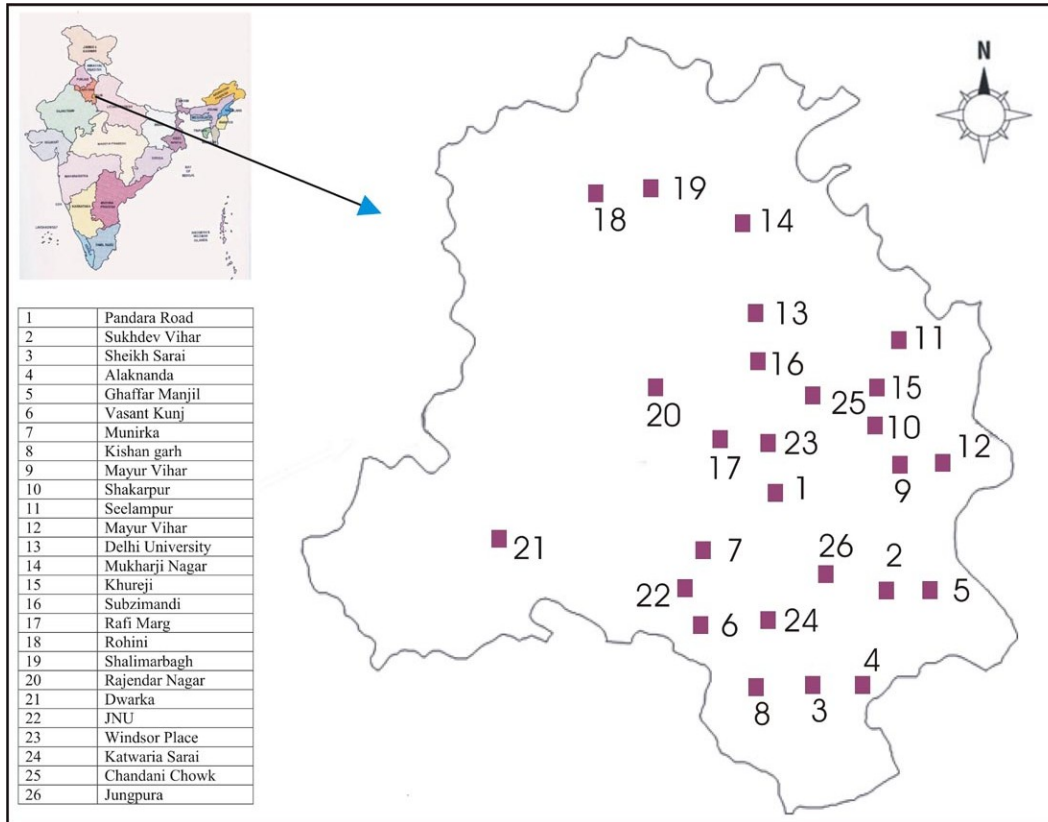 N
19
18
14
13
11
16
15
25
20
10
23
12
17
9
1
21
7
26
2
22
5
6
24
4
8
3
1 Pandara Road
2 Sukhdev Vihar
3 Sheikh Sarai
4 Alaknanda
5 Ghaffar Manjil
6 Vasant Kunj
7 Munirka
8 Kishan garh
9 Mayur Vihar
10 Shakarpur
11 Seelampur
12 Mayur Vihar
13 Delhi University
14 Mukharji Nagar
15 Khureji
16 Subzimandi
17 Rafi Marg
18 Rohini
19 Shalimarbagh
20 Rajendar Nagar
21 Dwarka
22 JNU
23 Windsor Place
24 Katwaria Sarai
25 Chandani Chowk
26 Jungpura